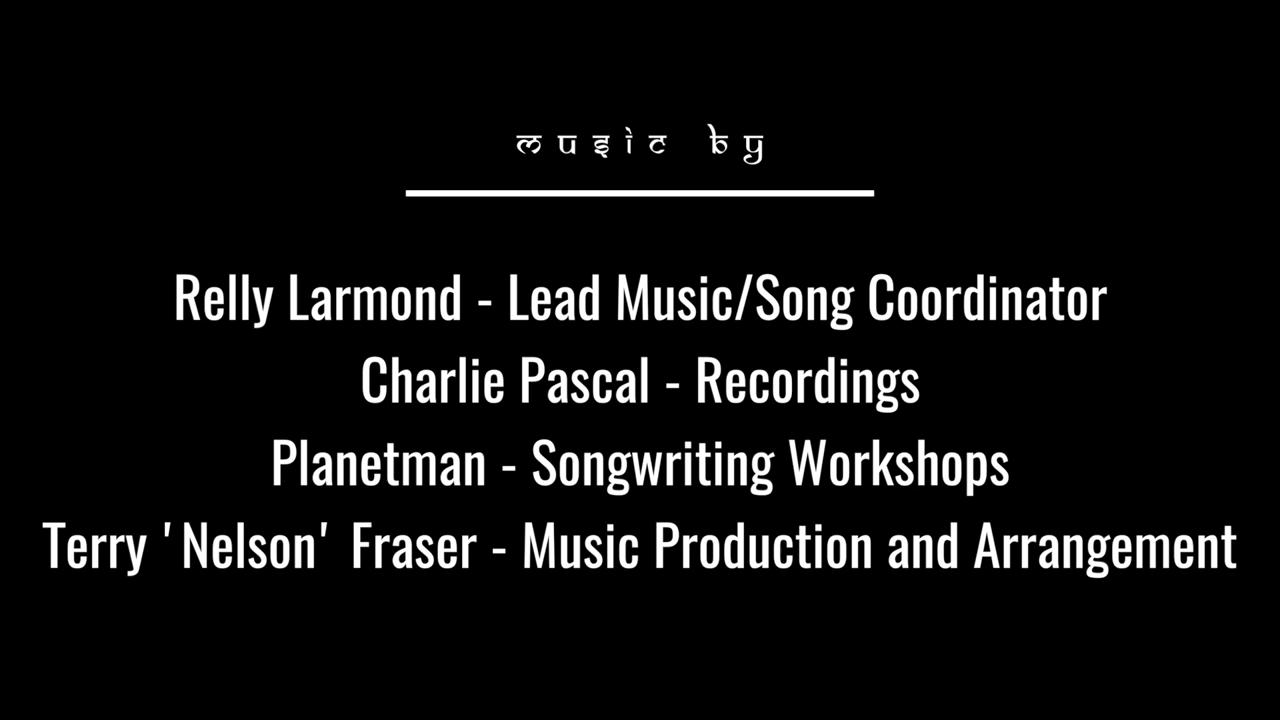 music by
Relly Larmond - Lead Music/Song Coordinator
Charlie Pascal - Recordings
Planetman - Songwriting Workshops
Terry 'Nelson' Fraser - Music Production and Arrangement